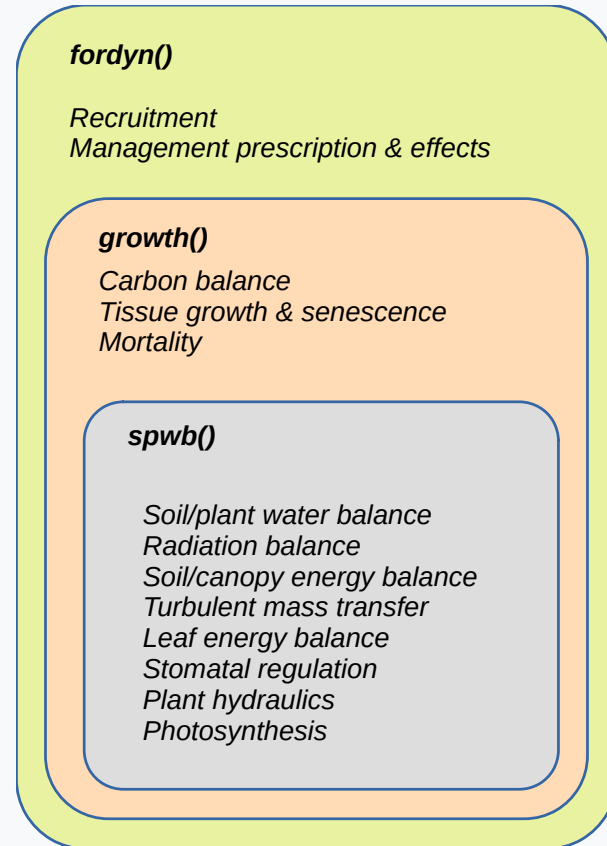 fordyn()
Recruitment
Management prescription & effects
growth()
Carbon balance
Tissue growth & senescence
Mortality
spwb()
Soil/plant water balance
Radiation balance
Soil/canopy energy balance
Turbulent mass transfer
Leaf energy balance
Stomatal regulation
Plant hydraulics
Photosynthesis